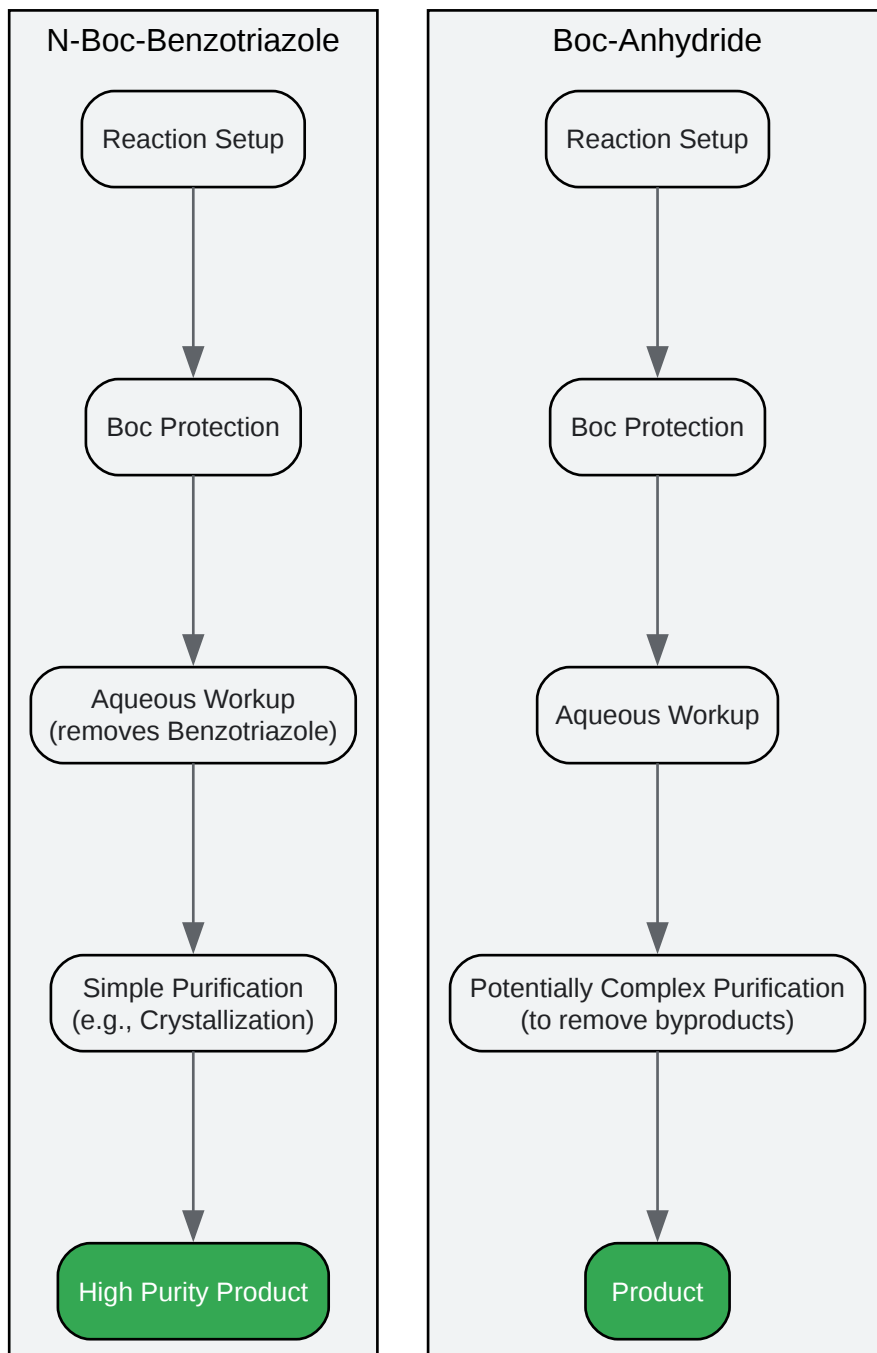 N-Boc-Benzotriazole
Reaction Setup
Boc Protection
Aqueous Workup
(removes Benzotriazole)
Simple Purification
(e.g., Crystallization)
High Purity Product
Boc-Anhydride
Reaction Setup
Boc Protection
Aqueous Workup
Potentially Complex Purification
(to remove byproducts)
Product